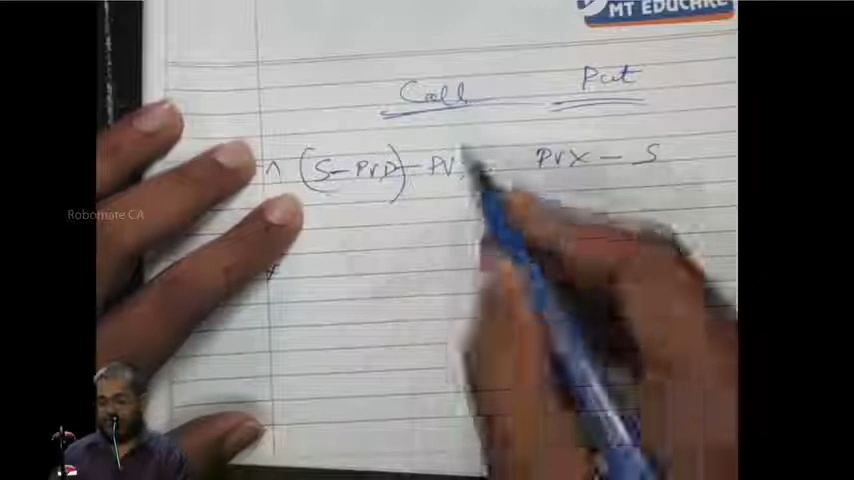 MT EDUCARE
Call Put
^ (S - PVD) - PV PVX - S
Robomate CA